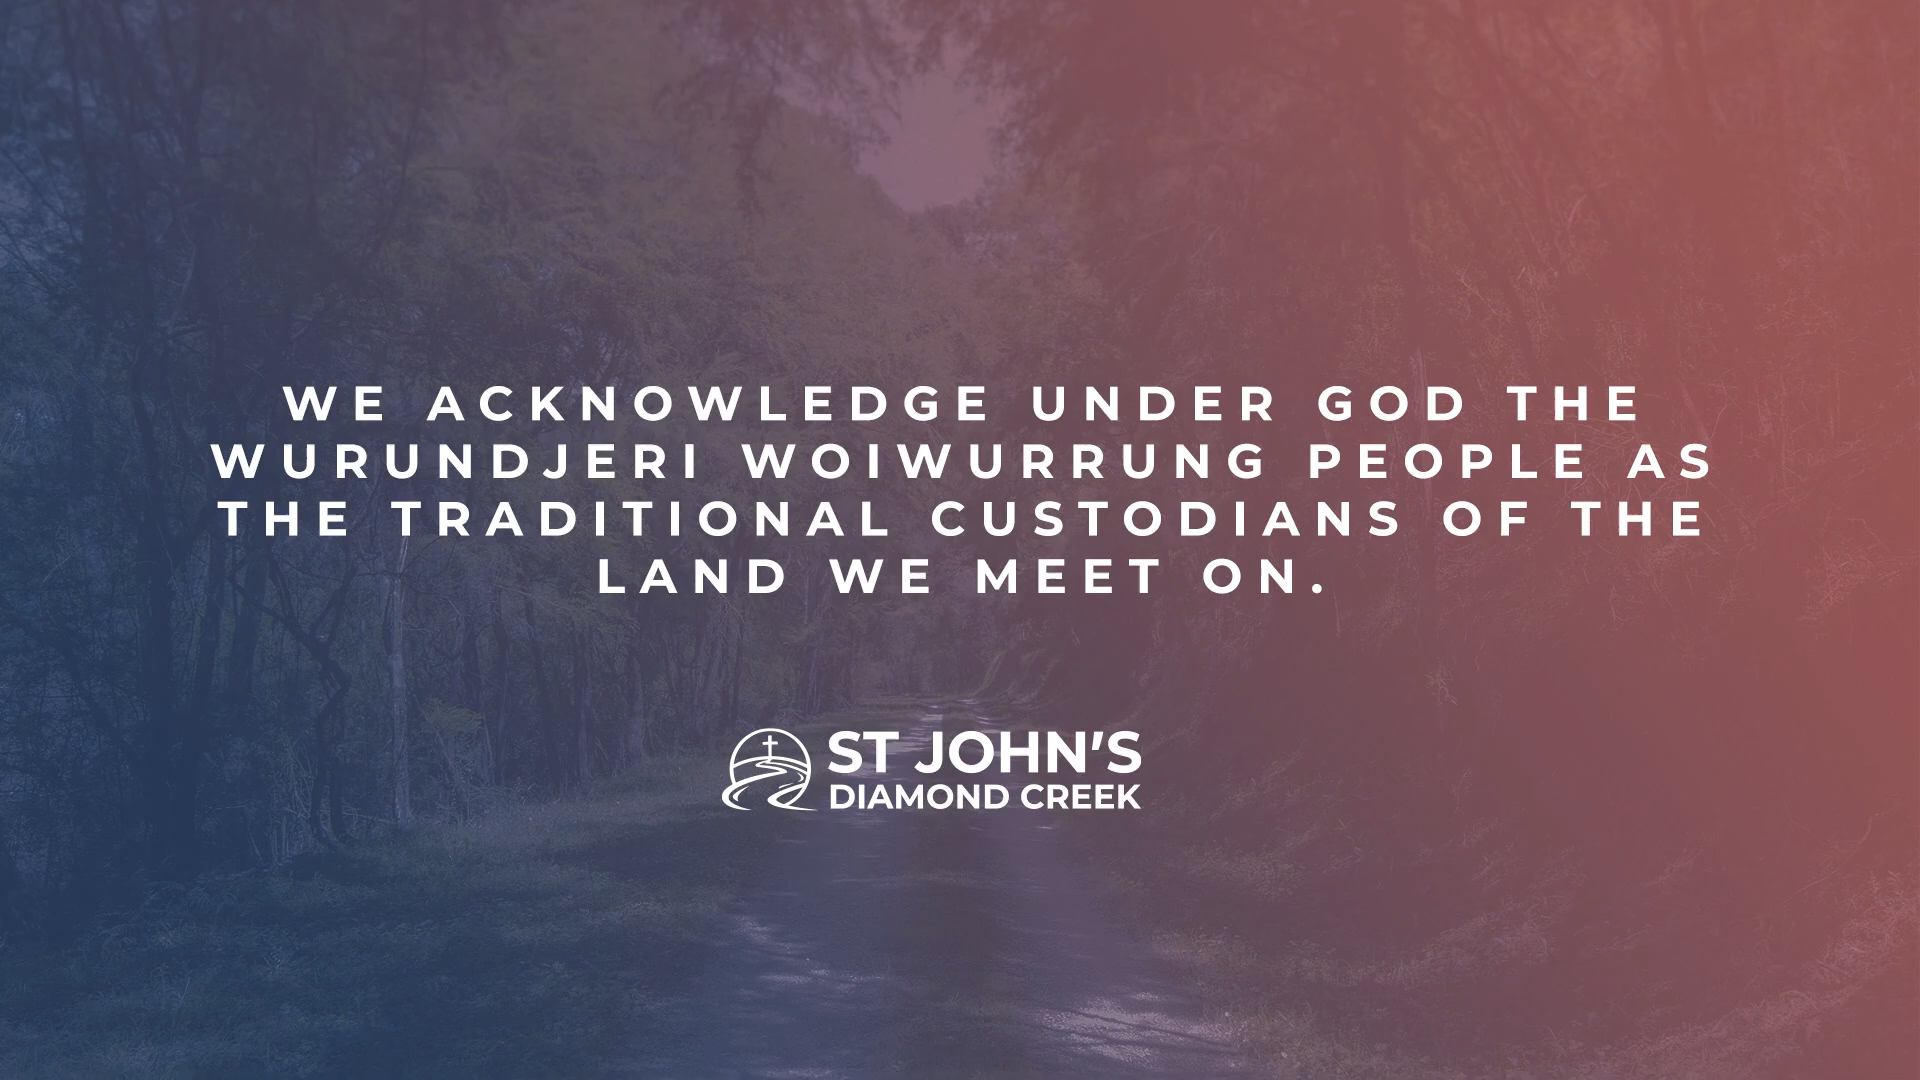 WE ACKNOWLEDGE UNDER GOD THE
WURUNDJERI WOIWURRUNG PEOPLE AS
THE TRADITIONAL CUSTODIANS OF THE
LAND WE MEET ON.
ST JOHN'S
DIAMOND CREEK